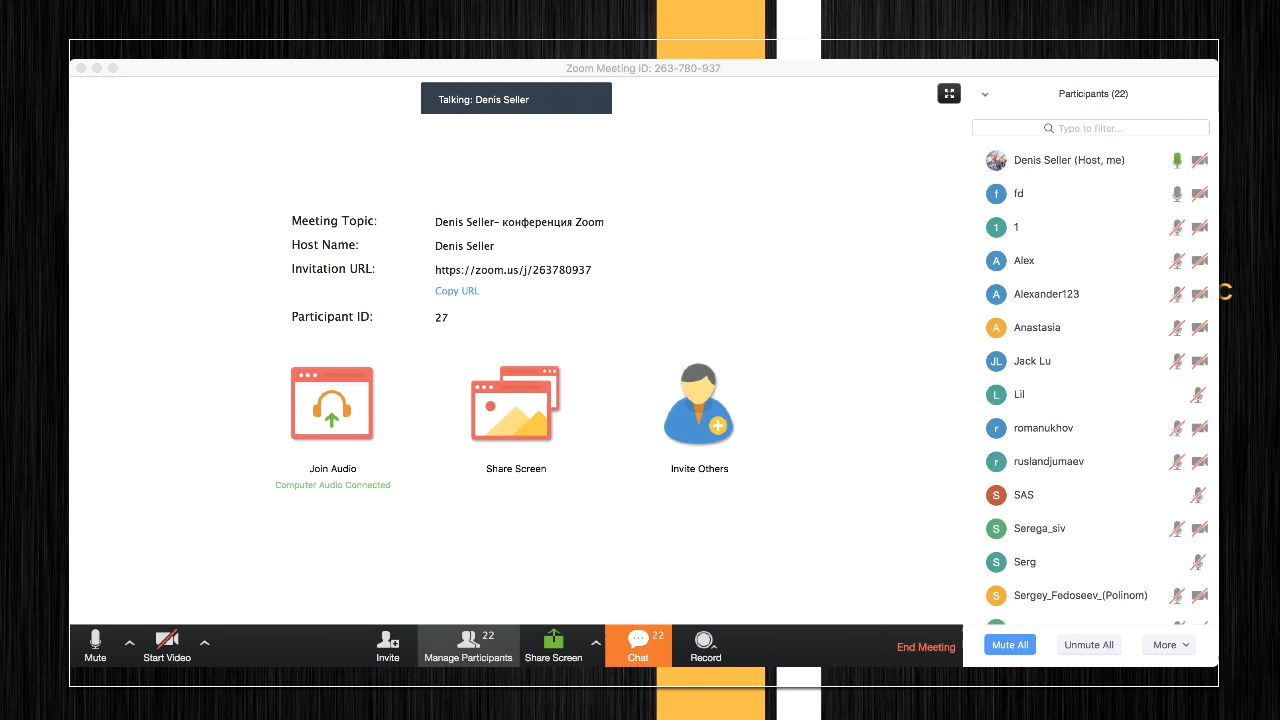 Zoom Meeting ID: 263-780-937
Talking: Denis Seller
Meeting Topic: Denis Seller- конференция Zoom
Host Name: Denis Seller
Invitation URL: https://zoom.us/j/263780937
Copy URL
Participant ID: 27
Join Audio
Computer Audio Connected
Share Screen
Invite Others
Participants (22)
Type to filter...
Denis Seller (Host, me)
f fd
1 1
A Alex
A Alexander123
A Anastasia
JL Jack Lu
L Lil
r romanukhov
r ruslandjumaev
S SAS
S Serega_siv
S Serg
S Sergey_Fedoseev_(Polinom)
Mute
Start Video
Invite
22
Manage Participants
Share Screen
22
Chat
Record
End Meeting
Mute All
Unmute All
More